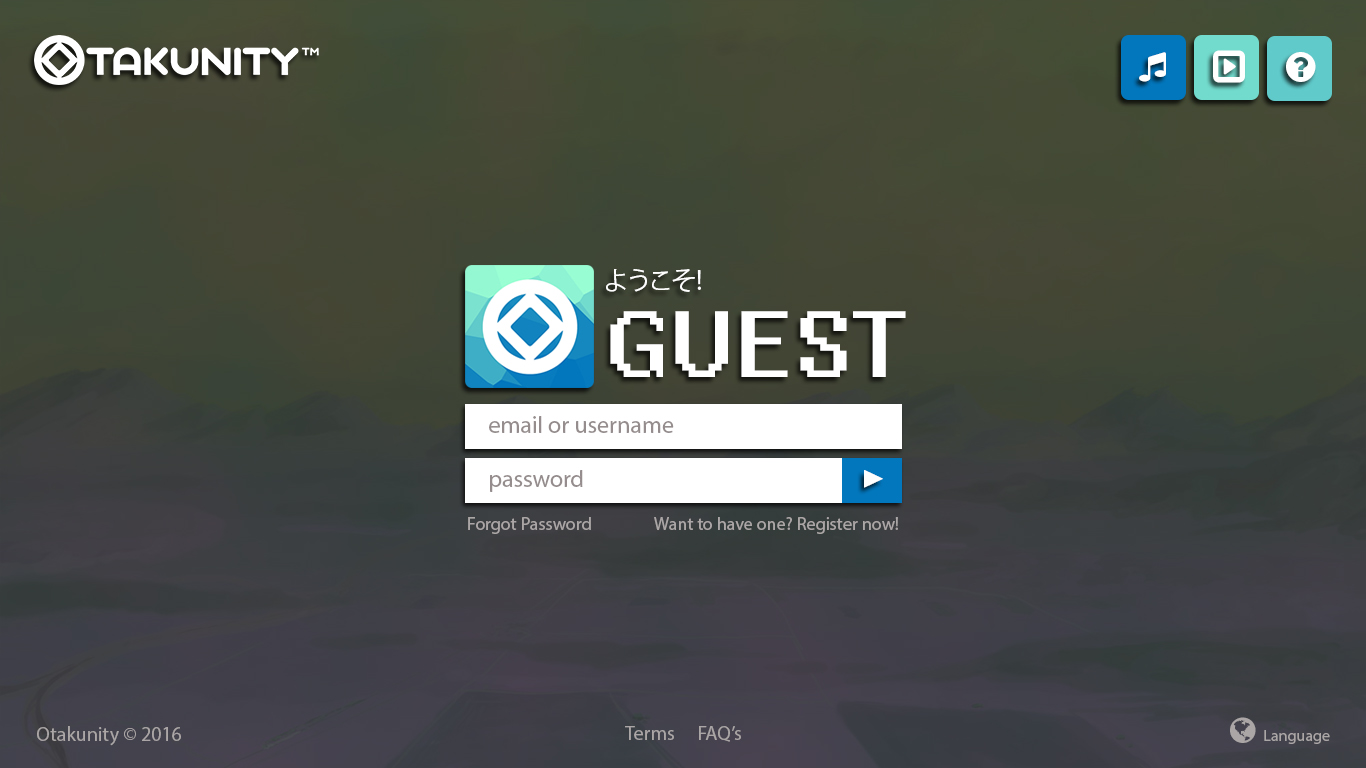 OTAKUNITY™
ようこそ!
GUEST
email or username
password
Forgot Password
Want to have one? Register now!
Otakunity © 2016
Terms
FAQ's
Language